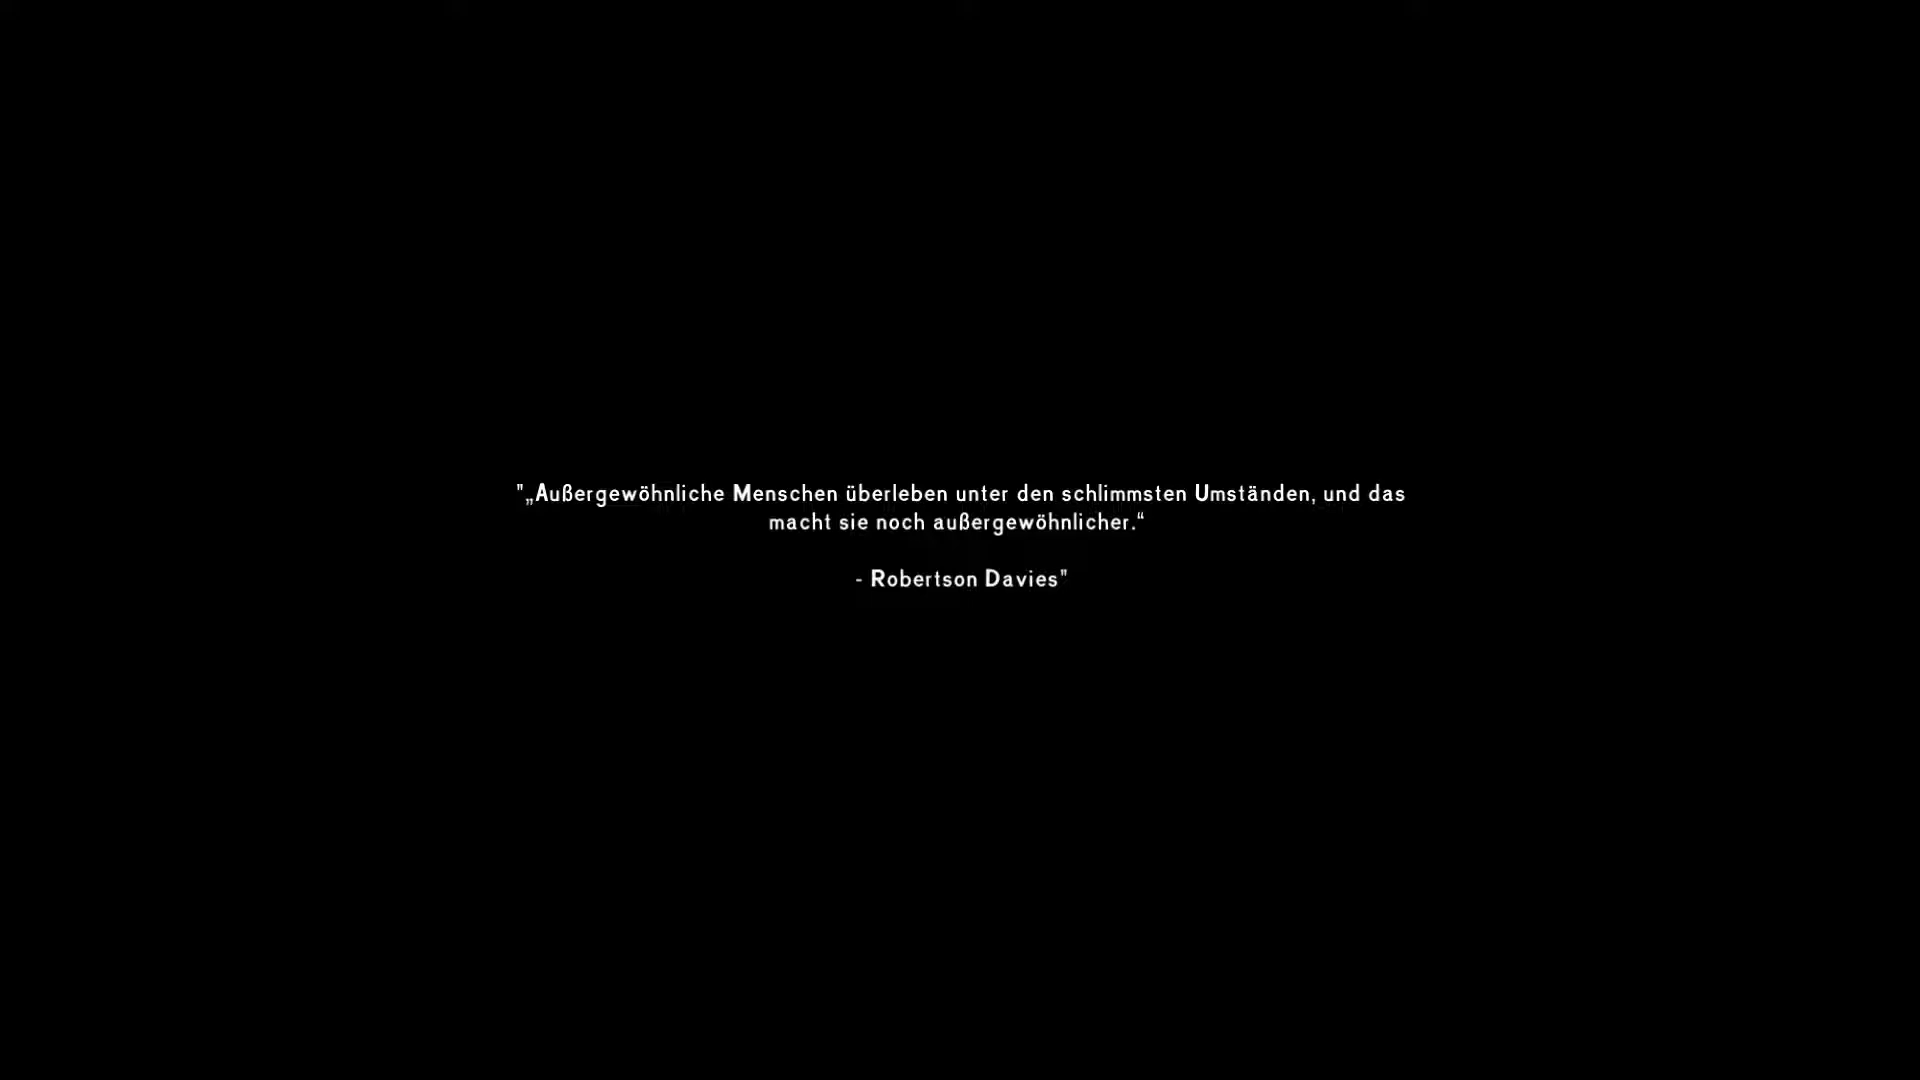 "„Außergewöhnliche Menschen überleben unter den schlimmsten Umständen, und das
macht sie noch außergewöhnlicher.“
- Robertson Davies"